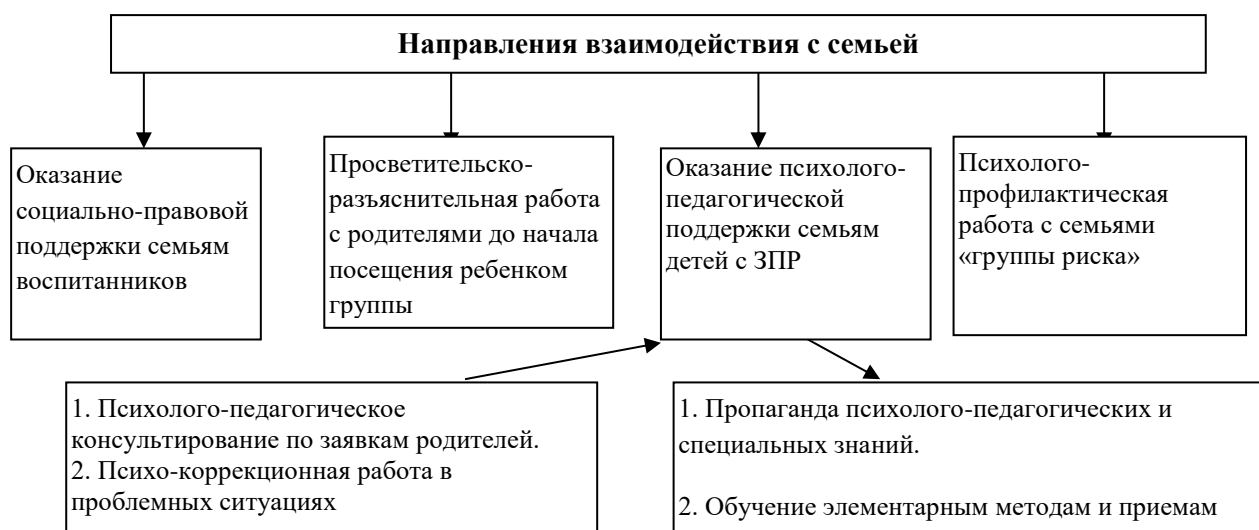 Направления взаимодействия с семьей
Оказание
социально-правовой
поддержки семьям
воспитанников
Просветительско-
разъяснительная работа
с родителями до начала
посещения ребенком
группы
Оказание психолого-
педагогической
поддержки семьям
детей с ЗПР
Психолого-
профилактическая
работа с семьями
«группы риска»
1. Психолого-педагогическое
консультирование по заявкам родителей.
2. Психо-коррекционная работа в
проблемных ситуациях
1. Пропаганда психолого-педагогических и
специальных знаний.
2. Обучение элементарным методам и приемам